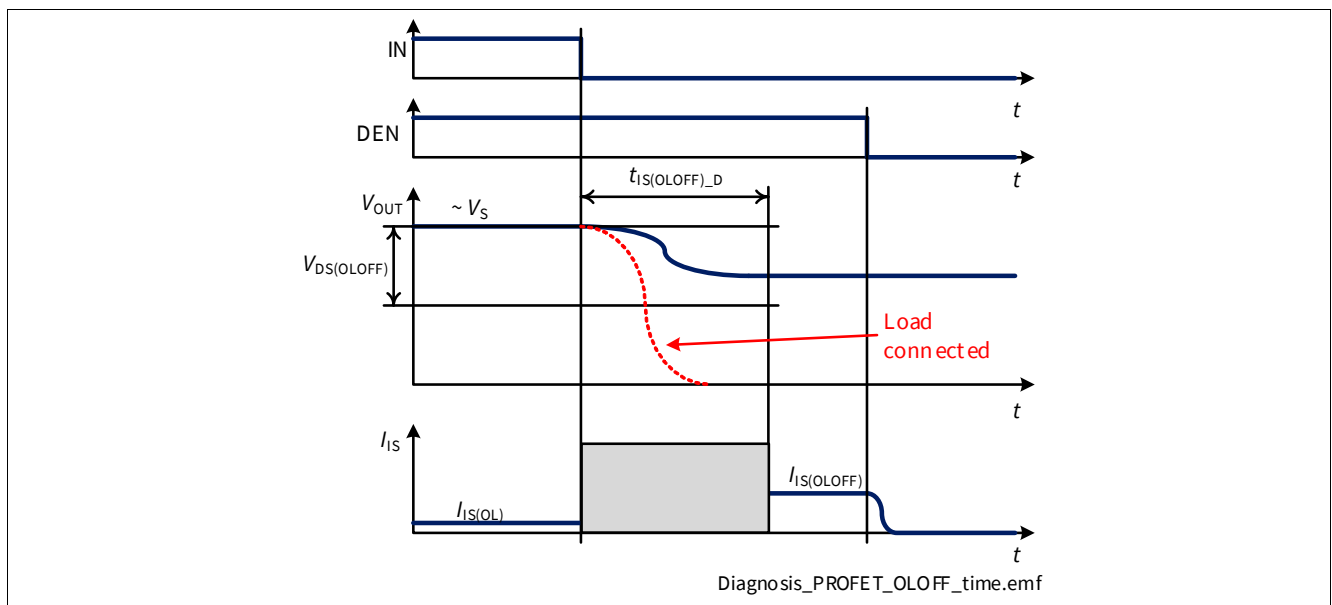 IN
t
DEN
t
tIS(OLOFF)_D
VOUT
~ VS
VDS(OLOFF)
Load
connected
t
IIS
IIS(OLOFF)
IIS(OL)
t
Diagnosis_PROFET_OLOFF_time.emf